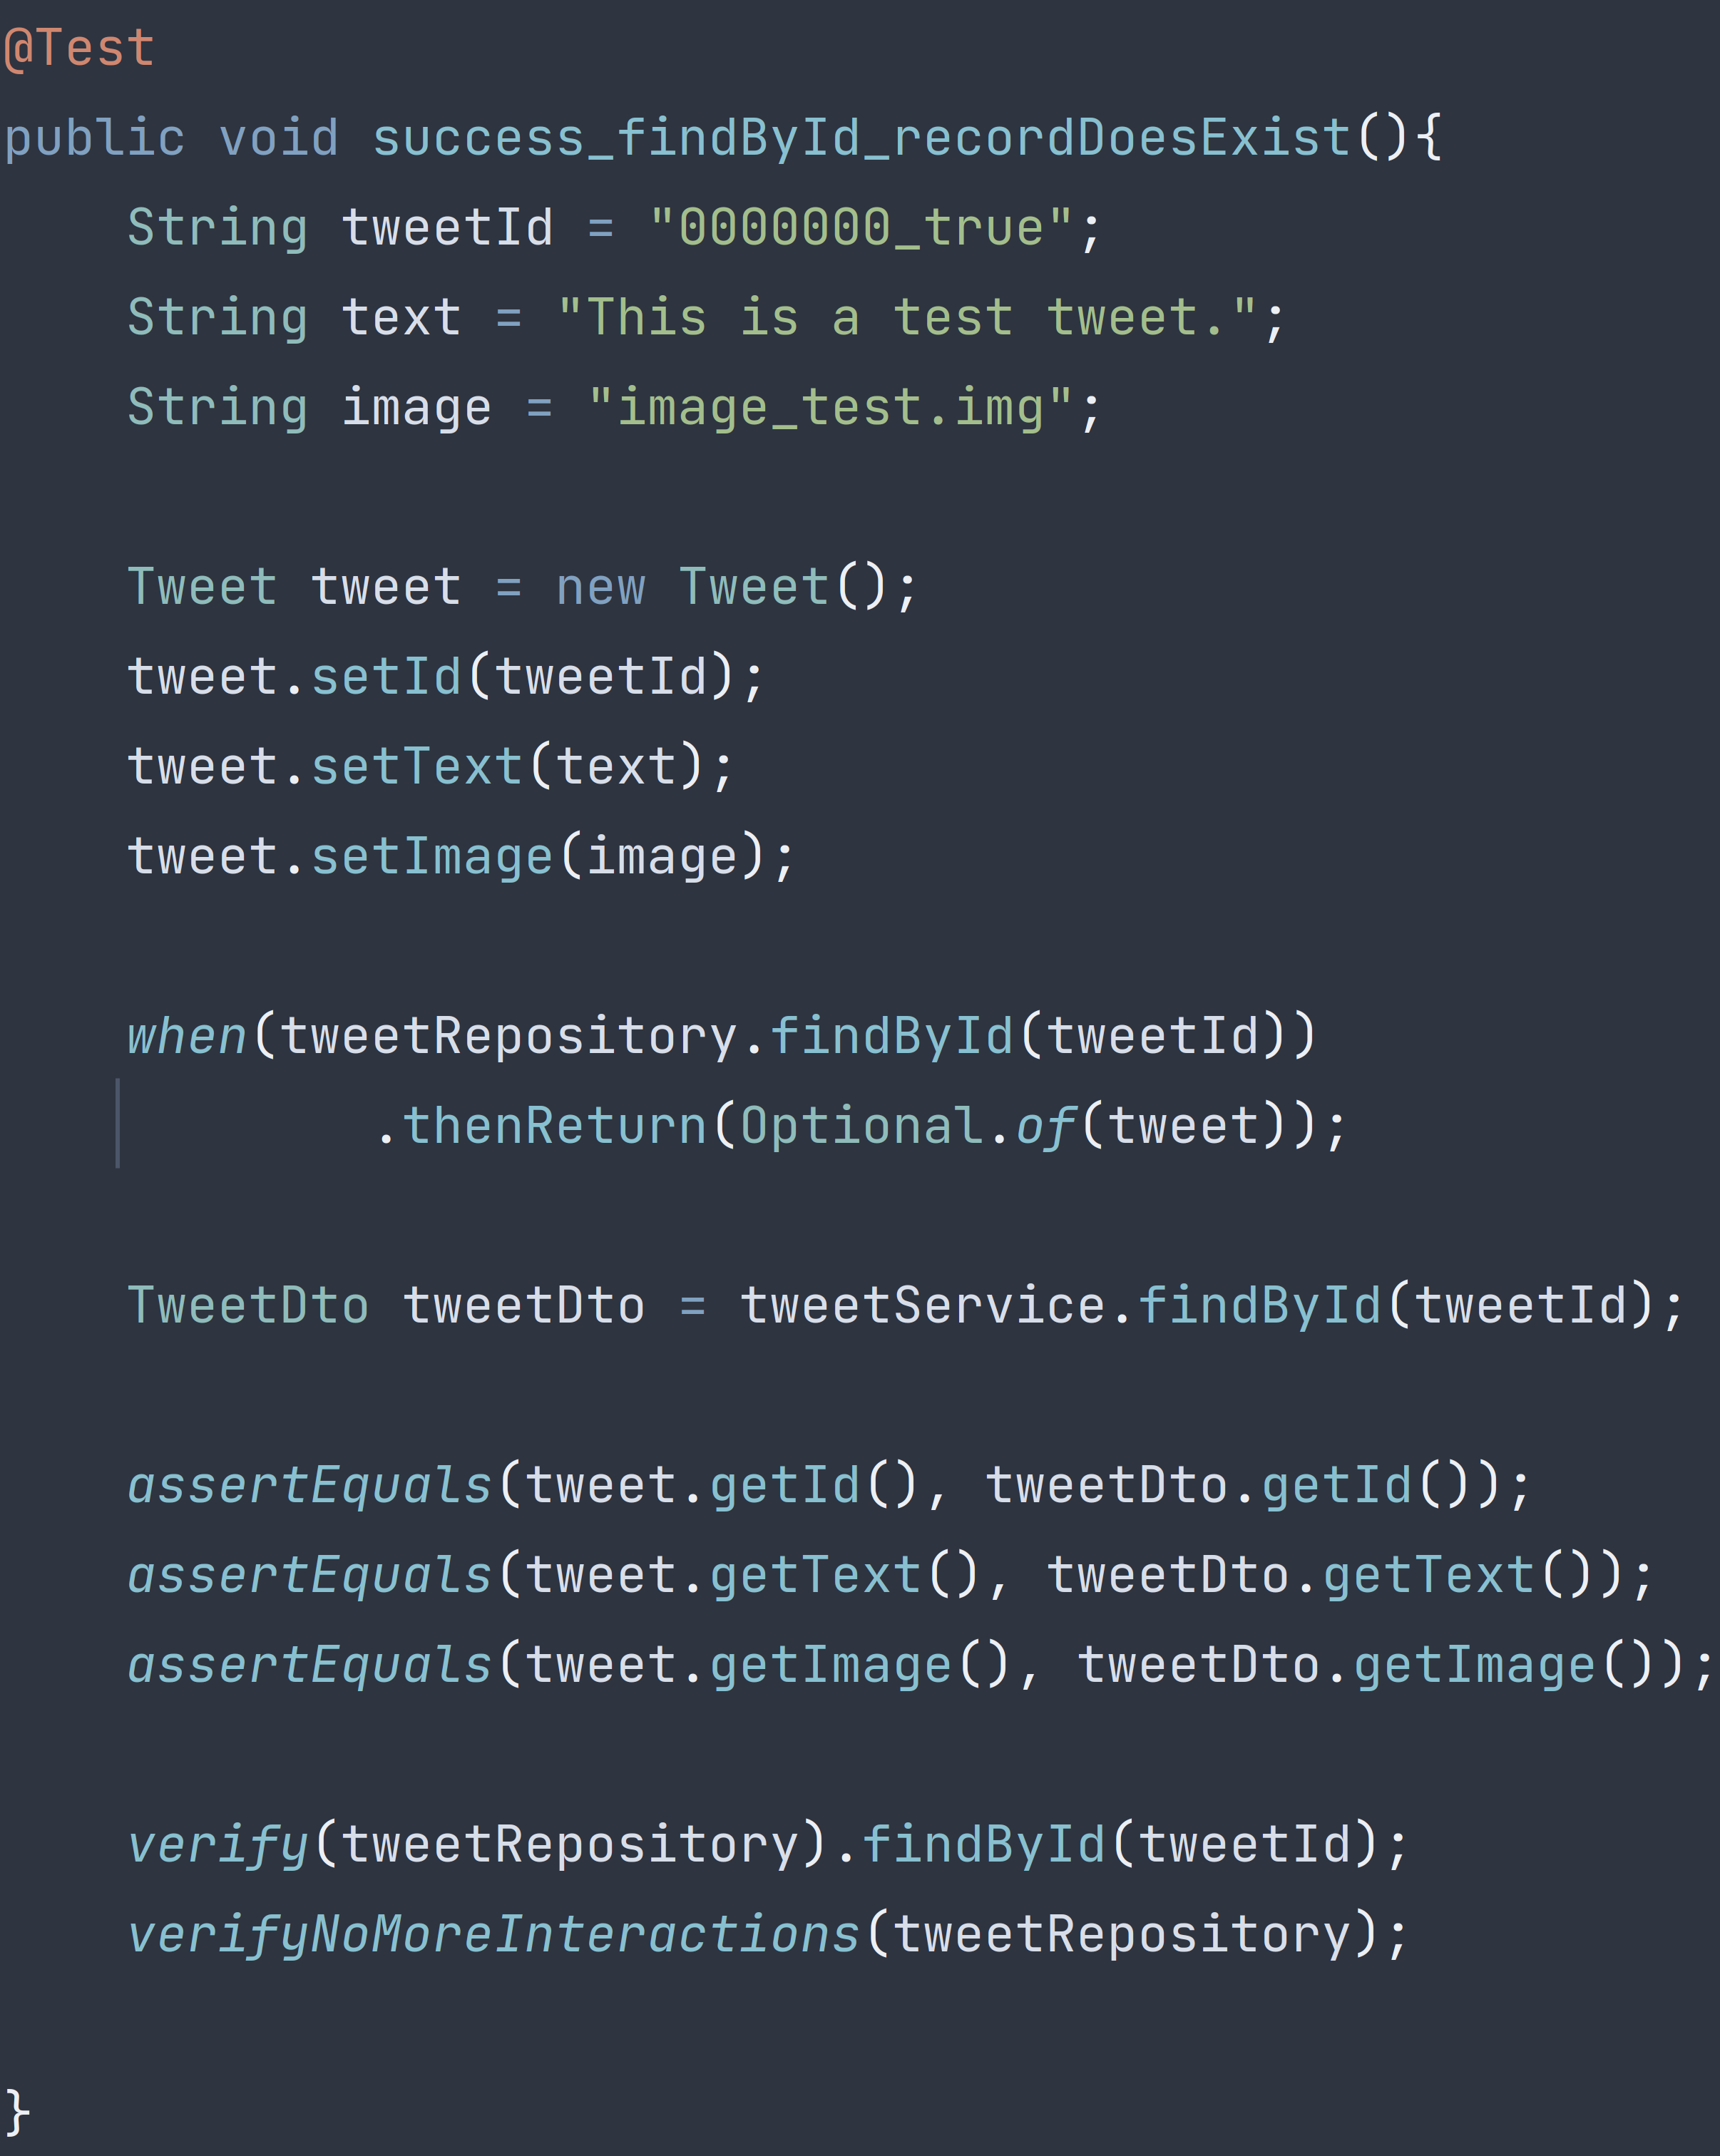 @Test
public void success_findById_recordDoesExist(){
    String tweetId = "0000000_true";
    String text = "This is a test tweet.";
    String image = "image_test.img";
    Tweet tweet = new Tweet();
    tweet.setId(tweetId);
    tweet.setText(text);
    tweet.setImage(image);
    when(tweetRepository.findById(tweetId))
            .thenReturn(Optional.of(tweet));
    TweetDto tweetDto = tweetService.findById(tweetId);
    assertEquals(tweet.getId(), tweetDto.getId());
    assertEquals(tweet.getText(), tweetDto.getText());
    assertEquals(tweet.getImage(), tweetDto.getImage());
    verify(tweetRepository).findById(tweetId);
    verifyNoMoreInteractions(tweetRepository);
}